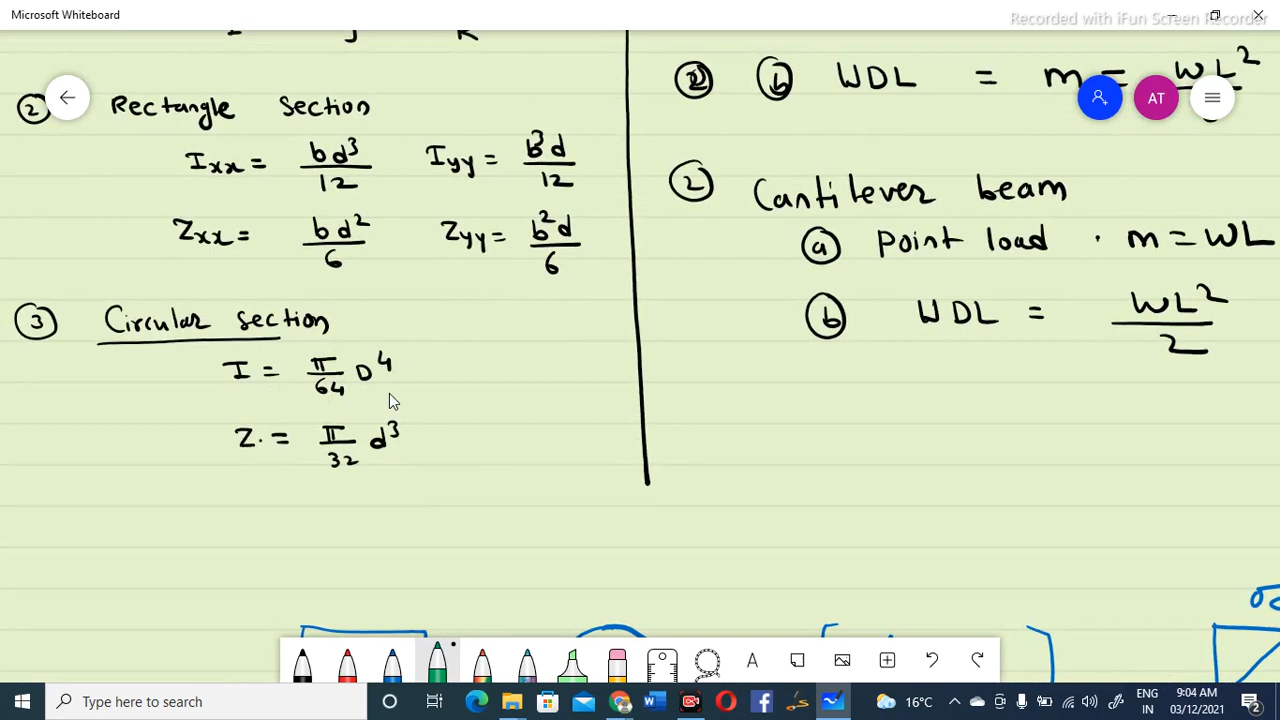 Microsoft Whiteboard
Recorded with iFun Screen Recorder
② Rectangle section
Ixx = bd³/12 Iyy = b³d/12
Zxx = bd²/6 Zyy = b²d/6
③ Circular section
I = π/64 D⁴
Z. = π/32 d³
ⓑ WDL = m = WL²
② Cantilever beam
ⓐ point load · m = WL
ⓑ WDL = WL²/2
AT
A
Type here to search
16°C
ENG
IN
9:04 AM
03/12/2021
2